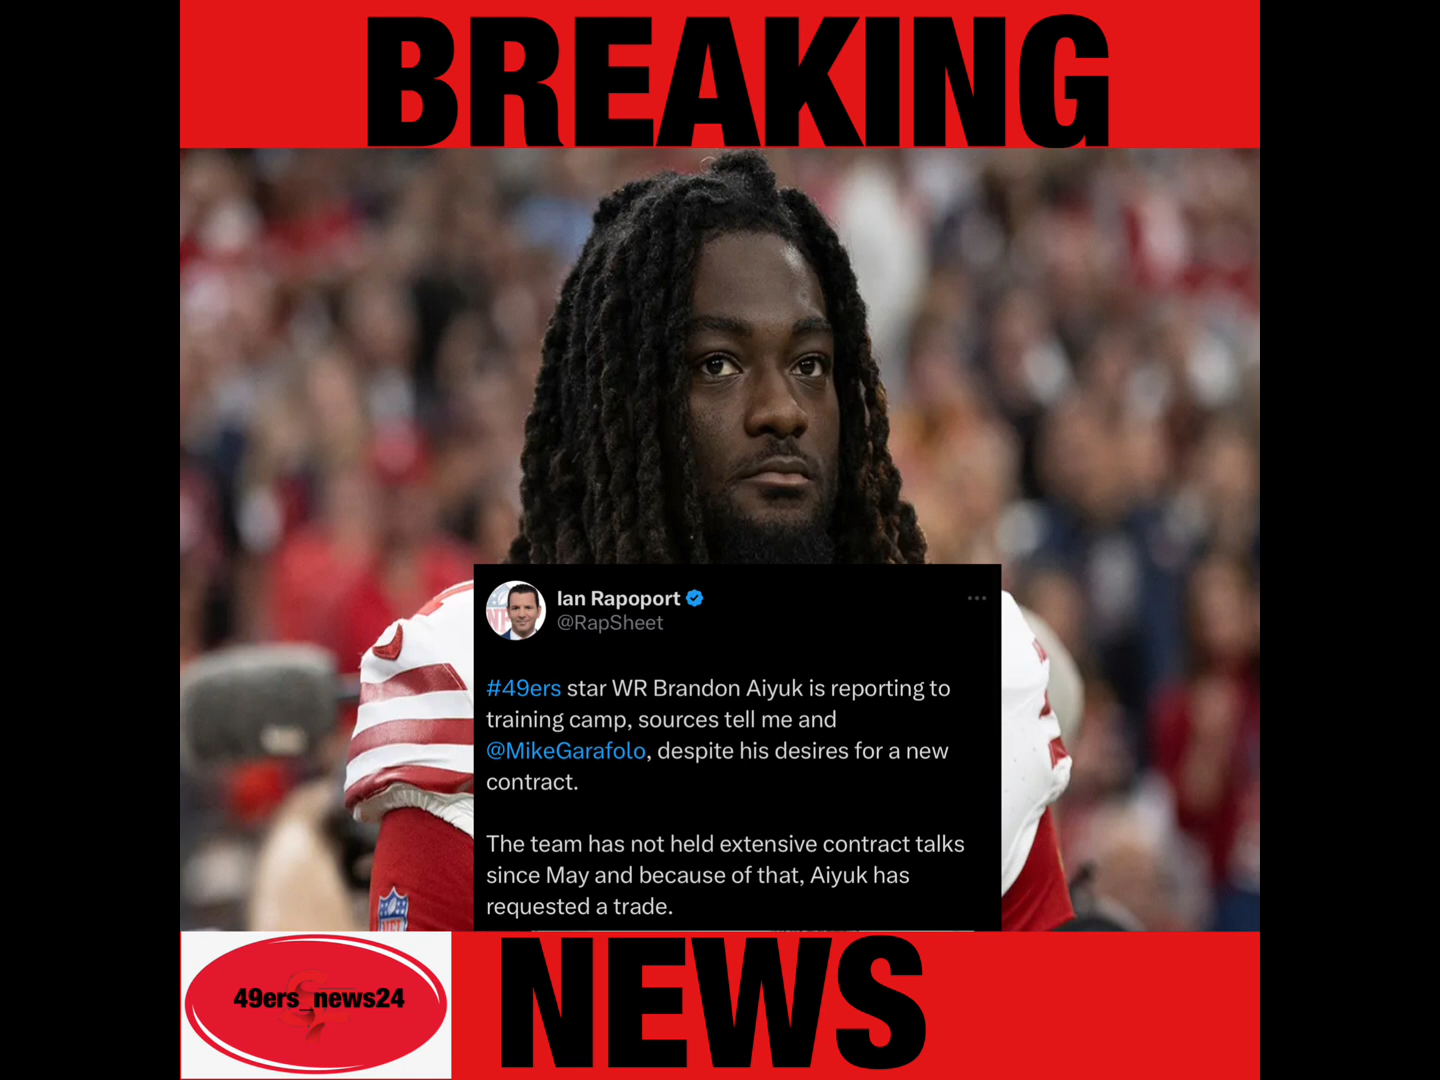 BREAKING
Ian Rapoport
@RapSheet
#49ers star WR Brandon Aiyuk is reporting to
training camp, sources tell me and
@MikeGarafolo, despite his desires for a new
contract.
The team has not held extensive contract talks
since May and because of that, Aiyuk has
requested a trade.
NFL
49ers_news24
NEWS